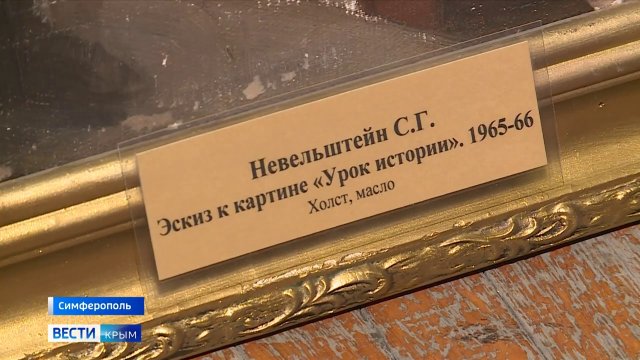 Невельштейн С.Г.
Эскиз к картине «Урок истории». 1965-66
Холст, масло
Симферополь
ВЕСТИ КРЫМ